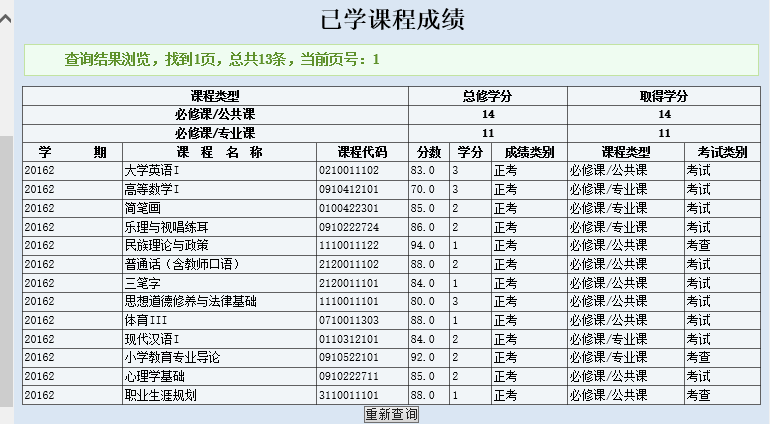 已学课程成绩
查询结果浏览，找到1页，总共13条，当前页号：1
课程类型 总修学分 取得学分
必修课/公共课 14 14
必修课/专业课 11 11
学 期 课 程 名 称 课程代码 分数 学分 成绩类别 课程类型 考试类别
20162 大学英语I 0210011102 83.0 3 正考 必修课/公共课 考试
20162 高等数学I 0910412101 70.0 3 正考 必修课/专业课 考试
20162 简笔画 0100422301 85.0 2 正考 必修课/专业课 考试
20162 乐理与视唱练耳 0910222724 86.0 2 正考 必修课/专业课 考试
20162 民族理论与政策 1110011122 94.0 1 正考 必修课/公共课 考查
20162 普通话（含教师口语） 2120011102 88.0 2 正考 必修课/公共课 考试
20162 三笔字 2120011101 84.0 1 正考 必修课/公共课 考试
20162 思想道德修养与法律基础 1110011101 80.0 3 正考 必修课/公共课 考试
20162 体育III 0710011303 88.0 1 正考 必修课/公共课 考试
20162 现代汉语I 0110312101 84.0 2 正考 必修课/专业课 考试
20162 小学教育专业导论 0910522101 92.0 2 正考 必修课/专业课 考查
20162 心理学基础 0910222711 85.0 2 正考 必修课/公共课 考试
20162 职业生涯规划 3110011101 88.0 1 正考 必修课/公共课 考查
重新查询